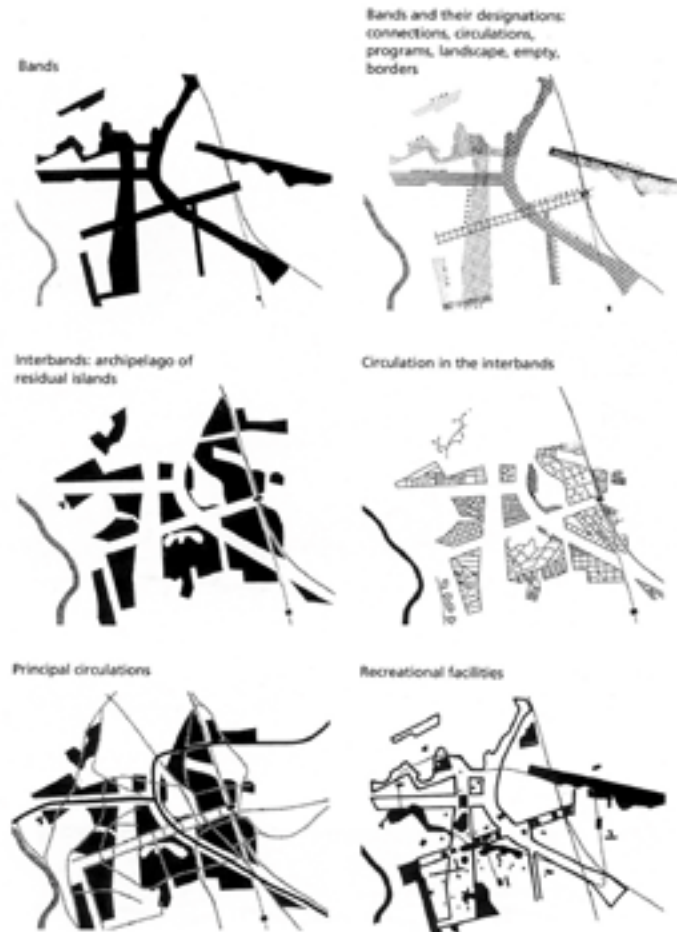 Bands
Bands and their designations:
connections, circulations,
programs, landscape, empty,
borders
Interbands: archipelago of
residual islands
Circulation in the interbands
Principal circulations
Recreational facilities